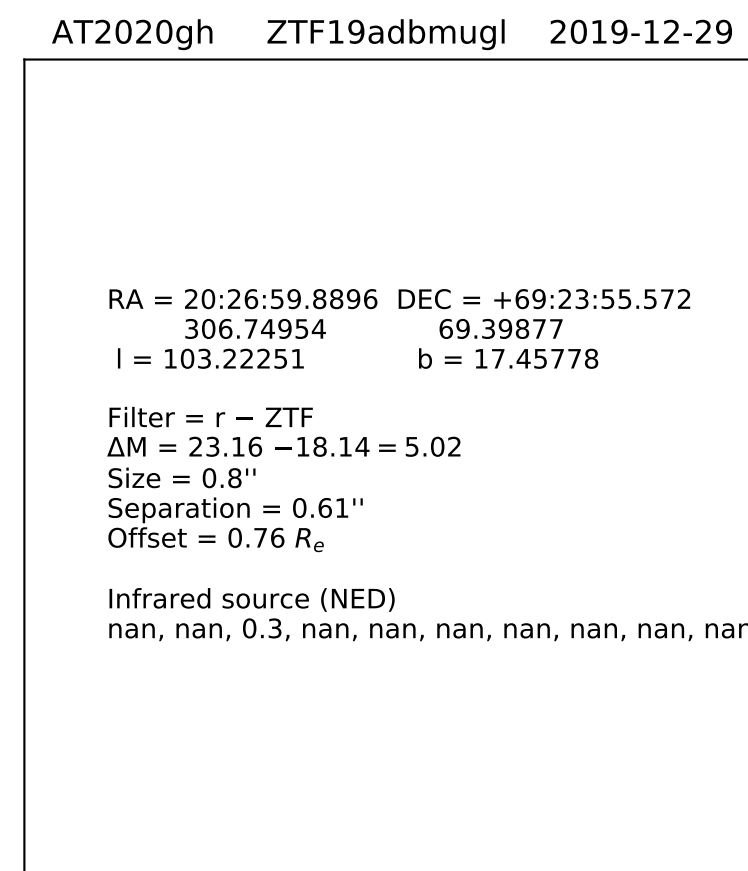 AT2020gh ZTF19adbmugl 2019-12-29
RA = 20:26:59.8896 DEC = +69:23:55.572
306.74954 69.39877
l = 103.22251 b = 17.45778
Filter = r − ZTF
ΔM = 23.16 −18.14 = 5.02
Size = 0.8''
Separation = 0.61''
Offset = 0.76 Rₑ
Infrared source (NED)
nan, nan, 0.3, nan, nan, nan, nan, nan, nan, nan